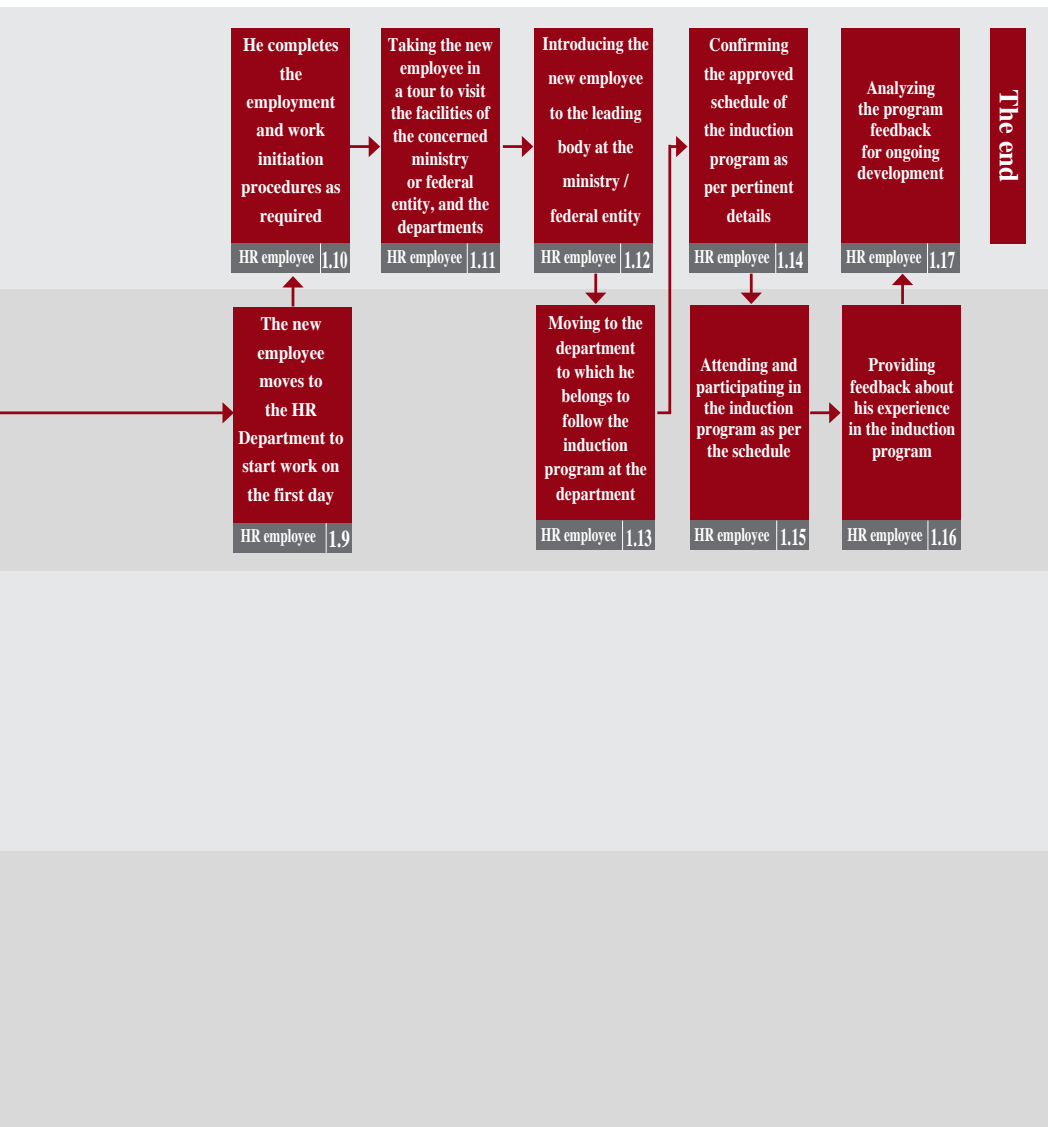 He completes
the
employment
and work
initiation
procedures as
required
HR employee 1.10
Taking the new
employee in
a tour to visit
the facilities of
the concerned
ministry
or federal
entity, and the
departments
HR employee 1.11
Introducing the
new employee
to the leading
body at the
ministry /
federal entity
HR employee 1.12
Confirming
the approved
schedule of
the induction
program as
per pertinent
details
HR employee 1.14
Analyzing
the program
feedback
for ongoing
development
HR employee 1.17
The end
The new
employee
moves to
the HR
Department to
start work on
the first day
HR employee 1.9
Moving to the
department
to which he
belongs to
follow the
induction
program at the
department
HR employee 1.13
Attending and
participating in
the induction
program as per
the schedule
HR employee 1.15
Providing
feedback about
his experience
in the induction
program
HR employee 1.16